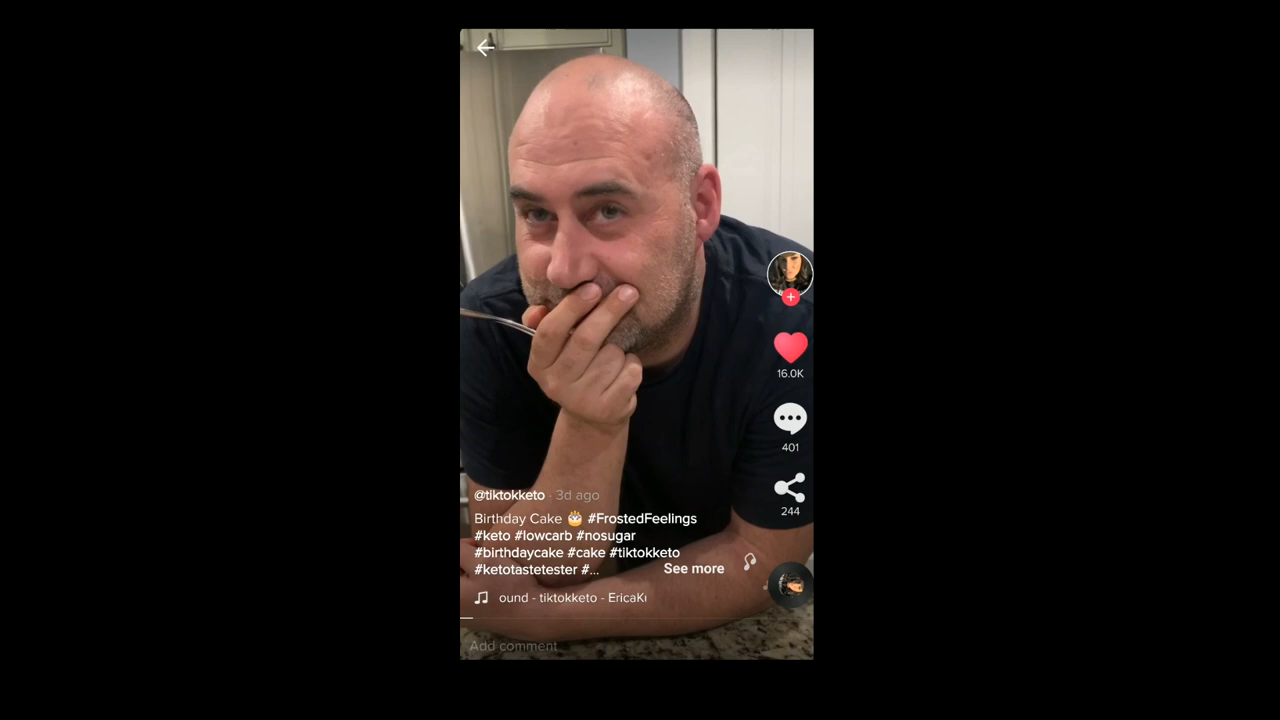 16.0K
401
244
@tiktokketo · 3d ago
Birthday Cake 🎂 #FrostedFeelings
#keto #lowcarb #nosugar
#birthdaycake #cake #tiktokketo
#ketotastetester #... See more
ound - tiktokketo - EricaKı
Add comment